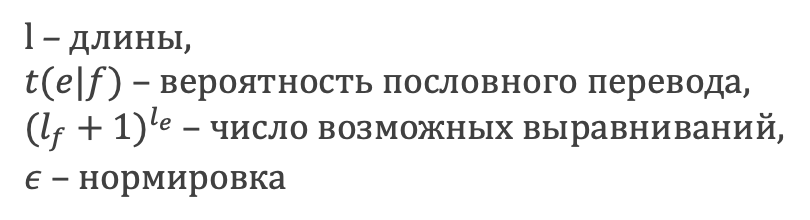 l – длины,
t(e|f) – вероятность пословного перевода,
(l_f + 1)^{l_e} – число возможных выравниваний,
ϵ – нормировка